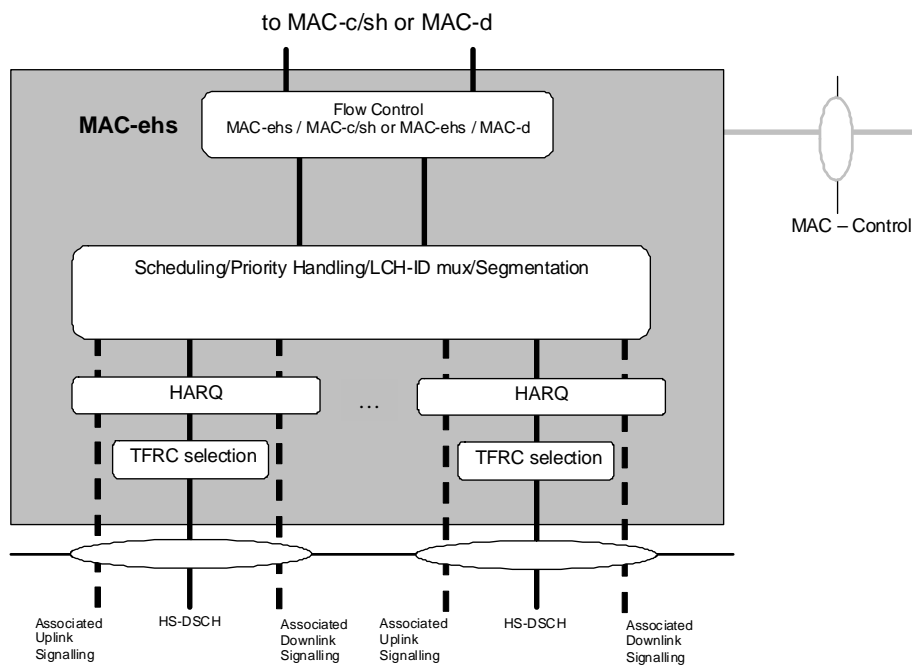 to MAC-c/sh or MAC-d
Flow Control
MAC-ehs / MAC-c/sh or MAC-ehs / MAC-d
MAC-ehs
MAC – Control
Scheduling/Priority Handling/LCH-ID mux/Segmentation
HARQ
…
HARQ
TFRC selection
TFRC selection
Associated
Uplink
Signalling
HS-DSCH
Associated
Downlink
Signalling
Associated
Uplink
Signalling
HS-DSCH
Associated
Downlink
Signalling